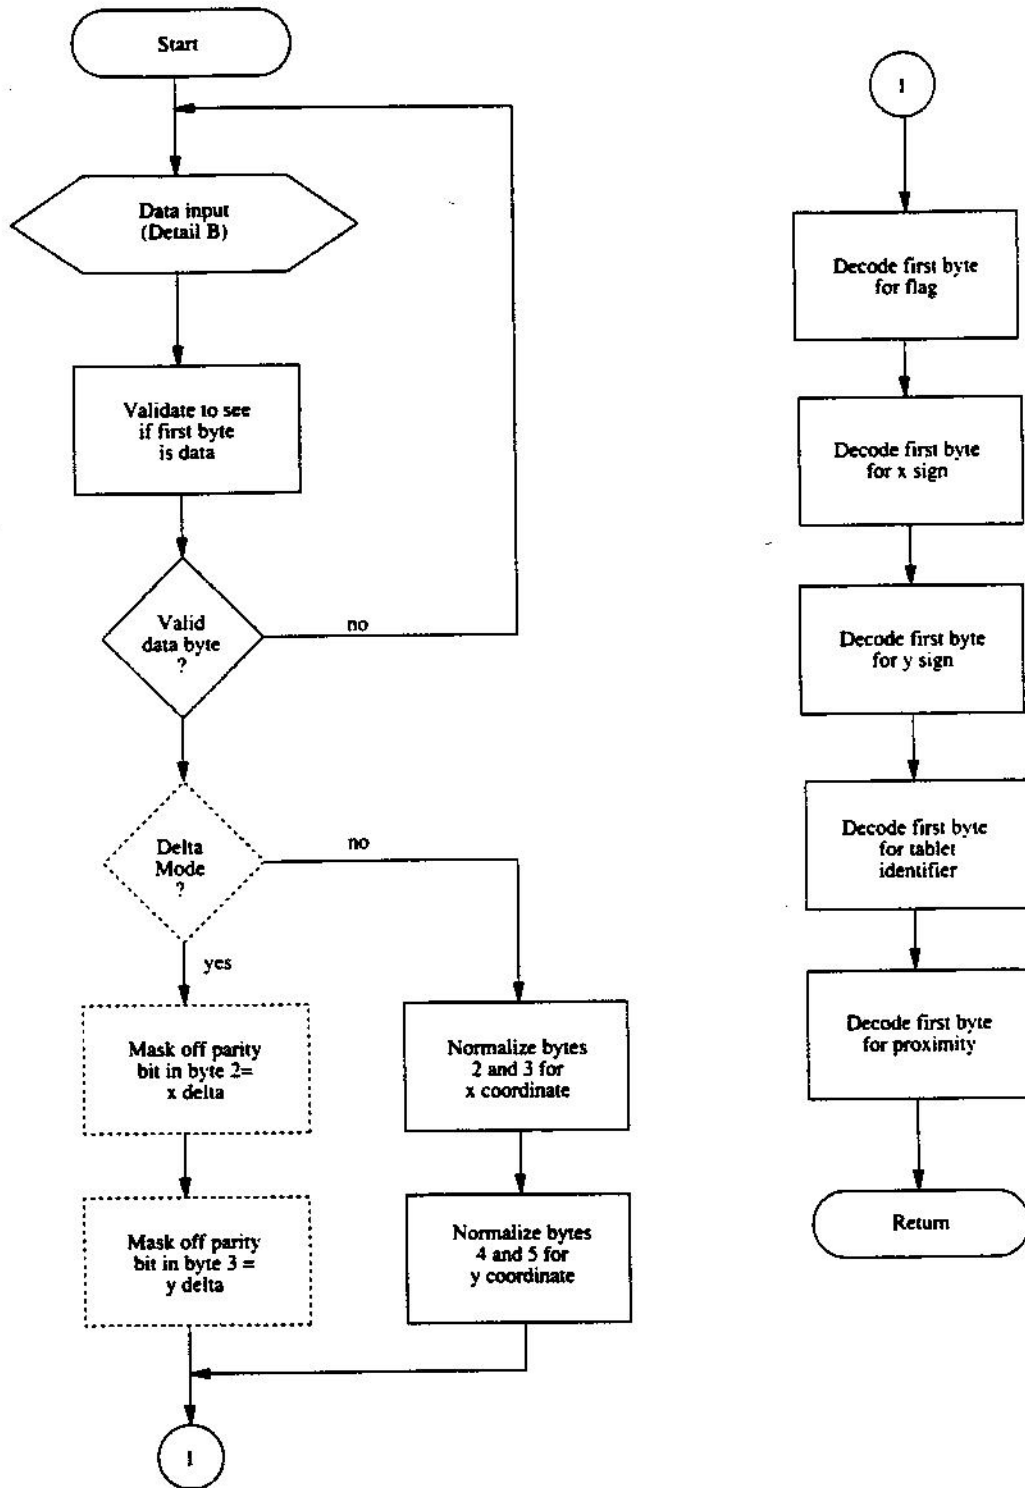 Start
Data input
(Detail B)
Validate to see
if first byte
is data
Valid
data byte
?
no
Delta
Mode
?
no
yes
Mask off parity
bit in byte 2=
x delta
Normalize bytes
2 and 3 for
x coordinate
Mask off parity
bit in byte 3 =
y delta
Normalize bytes
4 and 5 for
y coordinate
1
1
Decode first byte
for flag
Decode first byte
for x sign
Decode first byte
for y sign
Decode first byte
for tablet
identifier
Decode first byte
for proximity
Return